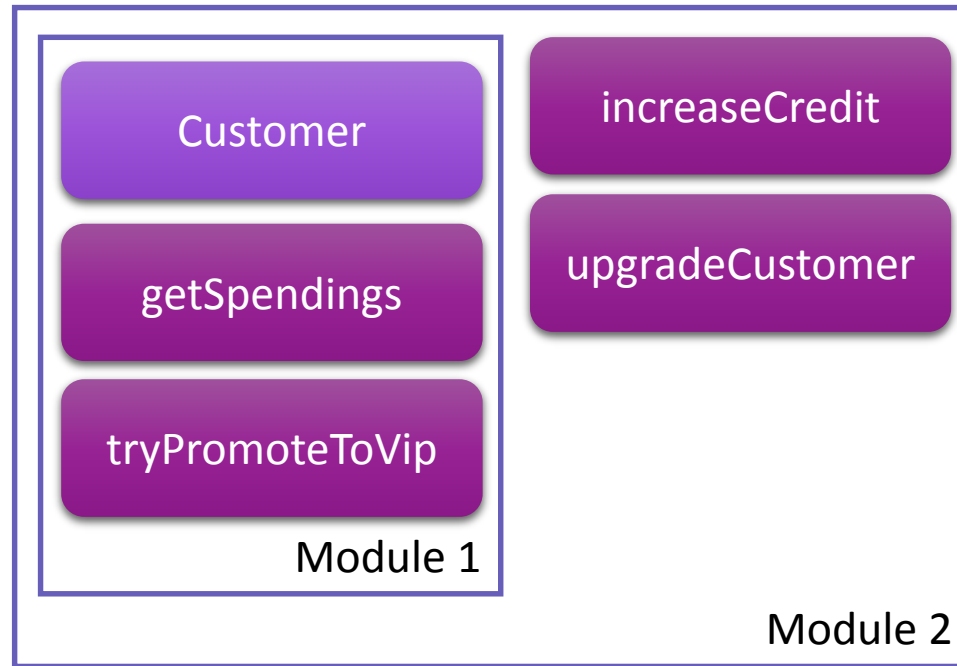 Customer
getSpendings
tryPromoteToVip
Module 1
increaseCredit
upgradeCustomer
Module 2